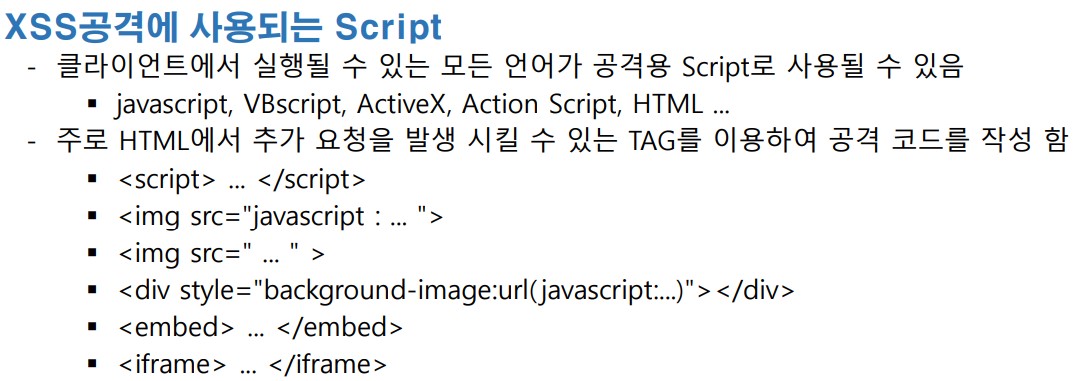 XSS공격에 사용되는 Script
- 클라이언트에서 실행될 수 있는 모든 언어가 공격용 Script로 사용될 수 있음
▪ javascript, VBscript, ActiveX, Action Script, HTML ...
- 주로 HTML에서 추가 요청을 발생 시킬 수 있는 TAG를 이용하여 공격 코드를 작성 함
▪ <script> ... </script>
▪ <img src="javascript : ... ">
▪ <img src=" ... " >
▪ <div style="background-image:url(javascript:...)"></div>
▪ <embed> ... </embed>
▪ <iframe> ... </iframe>